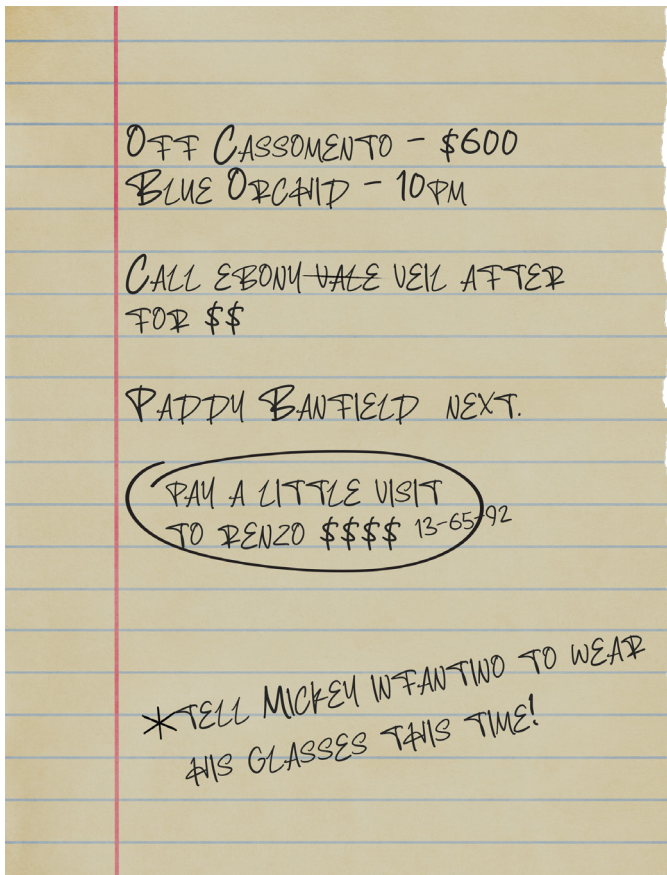 OFF CASSOMENTO - $600
BLUE ORCHID - 10PM
CALL EBONY VALE VEIL AFTER
FOR $$
PADDY BANFIELD NEXT.
PAY A LITTLE VISIT
TO RENZO $$$$ 13-65-92
*TELL MICKEY INFANTINO TO WEAR
HIS GLASSES THIS TIME!